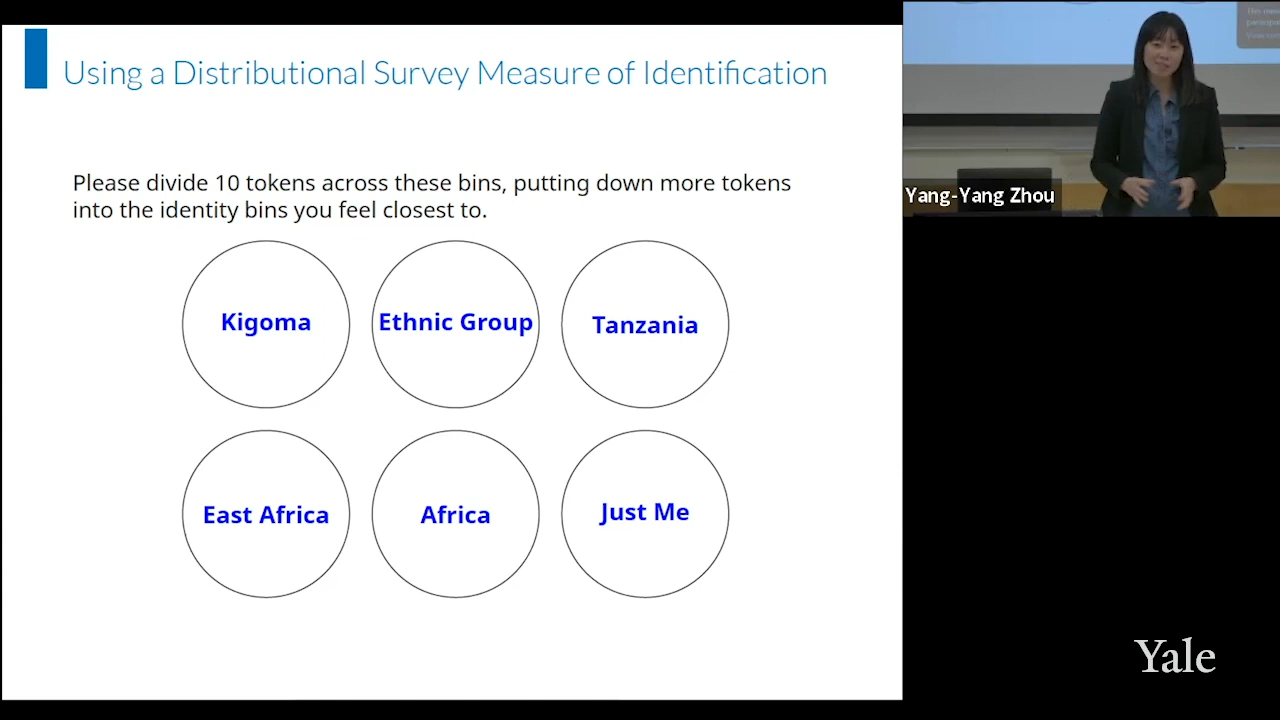 Using a Distributional Survey Measure of Identification
Please divide 10 tokens across these bins, putting down more tokens
into the identity bins you feel closest to.
Kigoma
Ethnic Group
Tanzania
East Africa
Africa
Just Me
Yang-Yang Zhou
Yale